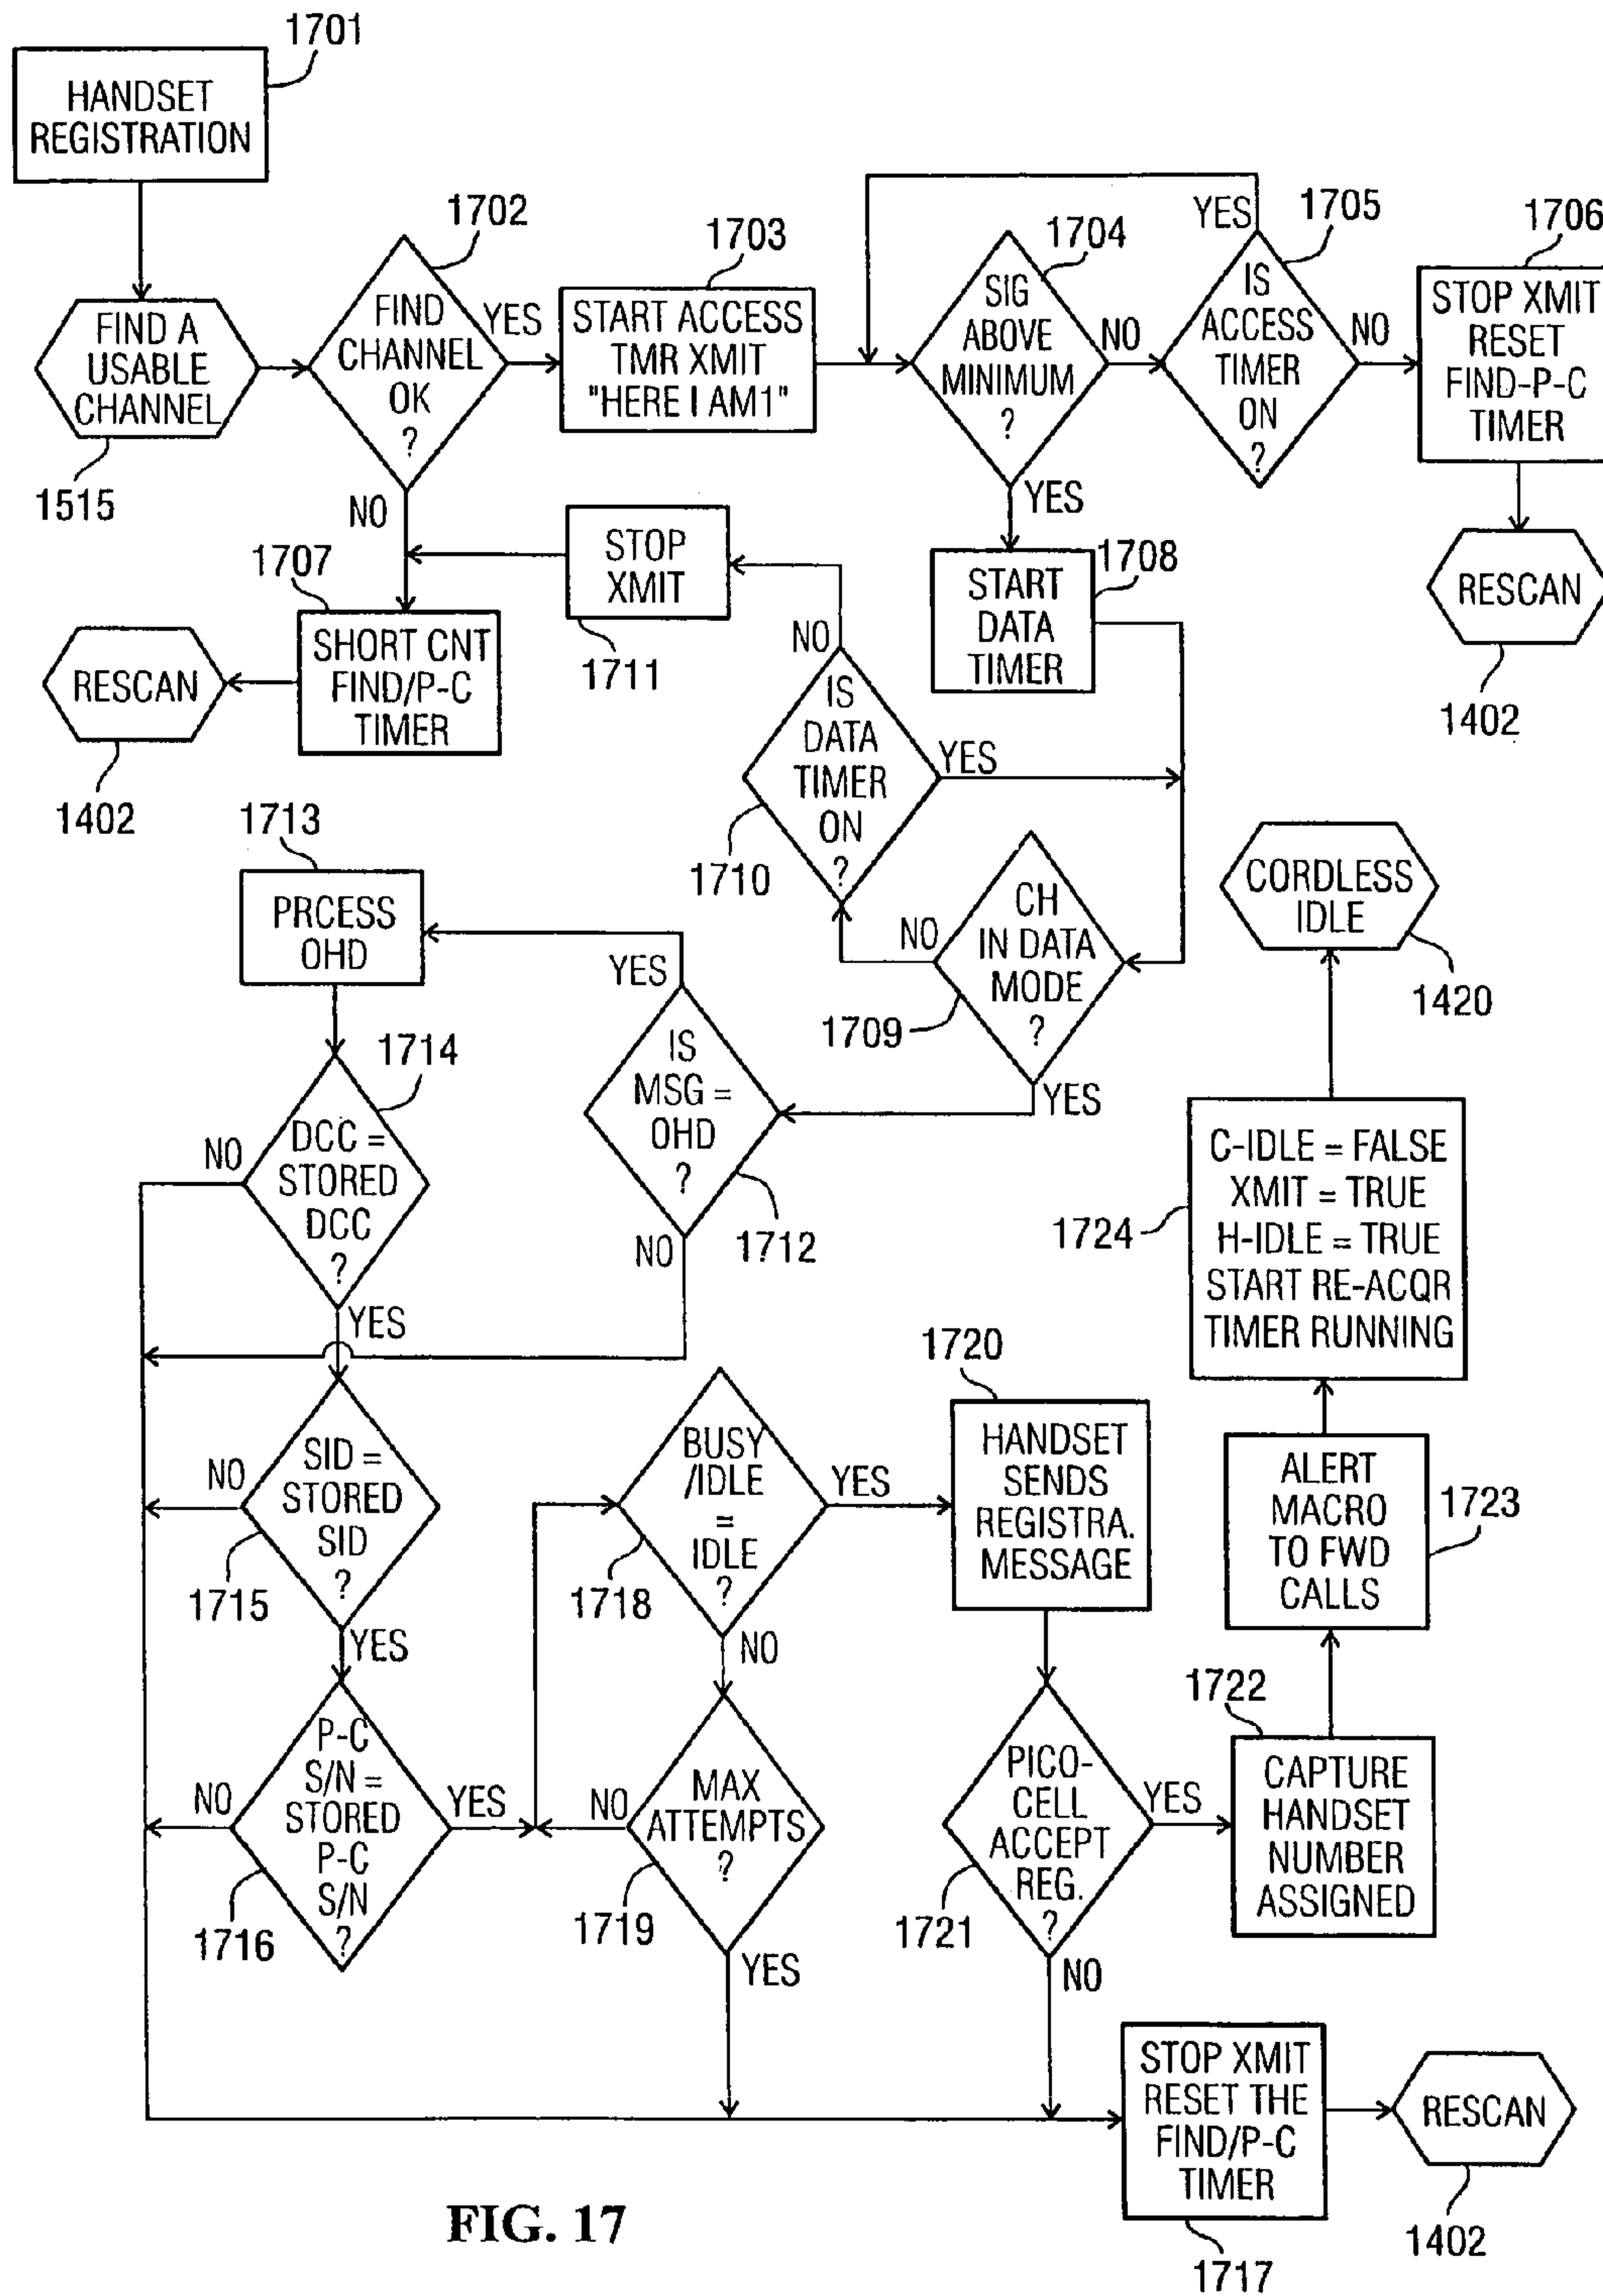 1701
HANDSET
REGISTRATION
1702
1703
1704
1705
1706
FIND A
USABLE
CHANNEL
1515
FIND
CHANNEL
OK
?
YES
NO
START ACCESS
TMR XMIT
"HERE I AM1"
SIG
ABOVE
MINIMUM
?
NO
YES
YES
IS
ACCESS
TIMER
ON
?
NO
STOP XMIT
RESET
FIND-P-C
TIMER
RESCAN
1402
1707
SHORT CNT
FIND/P-C
TIMER
RESCAN
1402
STOP
XMIT
1711
1708
START
DATA
TIMER
NO
IS
DATA
TIMER
ON
?
YES
1710
CH
IN DATA
MODE
?
NO
1709
YES
1713
PRCESS
OHD
YES
IS
MSG =
OHD
?
1712
NO
1714
DCC =
STORED
DCC
?
NO
YES
SID =
STORED
SID
?
NO
1715
YES
P-C
S/N =
STORED
P-C
S/N
?
NO
YES
1716
BUSY
/IDLE
=
IDLE
?
YES
1718
NO
MAX
ATTEMPTS
?
NO
1719
YES
1720
HANDSET
SENDS
REGISTRA.
MESSAGE
PICO-
CELL
ACCEPT
REG.
?
YES
1721
NO
1722
CAPTURE
HANDSET
NUMBER
ASSIGNED
ALERT
MACRO
TO FWD
CALLS
1723
C-IDLE = FALSE
XMIT = TRUE
H-IDLE = TRUE
START RE-ACQR
TIMER RUNNING
1724
CORDLESS
IDLE
1420
STOP XMIT
RESET THE
FIND/P-C
TIMER
1717
RESCAN
1402
FIG. 17